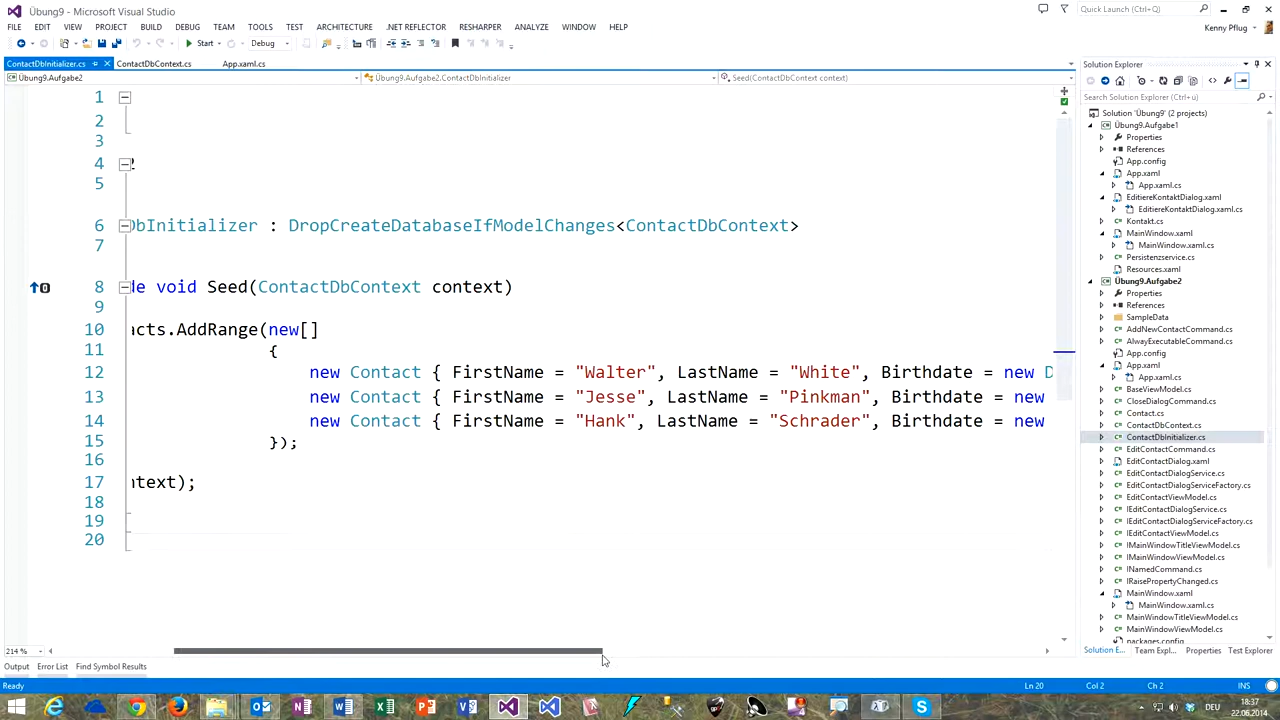 Übung9 - Microsoft Visual Studio
Quick Launch (Ctrl+Q)
FILE EDIT VIEW PROJECT BUILD DEBUG TEAM TOOLS TEST ARCHITECTURE .NET REFLECTOR RESHARPER ANALYZE WINDOW HELP
Kenny Pflug
Start Debug
ContactDbInitializer.cs ContactDbContext.cs App.xaml.cs
Übung9.Aufgabe2 Übung9.Aufgabe2.ContactDbInitializer Seed(ContactDbContext context)
1
2
3
4
5
6 DbInitializer : DropCreateDatabaseIfModelChanges<ContactDbContext>
7
8 de void Seed(ContactDbContext context)
9
10 acts.AddRange(new[]
11 {
12 new Contact { FirstName = "Walter", LastName = "White", Birthdate = new D
13 new Contact { FirstName = "Jesse", LastName = "Pinkman", Birthdate = new
14 new Contact { FirstName = "Hank", LastName = "Schrader", Birthdate = new
15 });
16
17 ntext);
18
19
20
214 %
Output Error List Find Symbol Results
Ready
Ln 20 Col 2 Ch 2 INS
Solution Explorer
Search Solution Explorer (Ctrl+ü)
Solution 'Übung9' (2 projects)
Übung9.Aufgabe1
Properties
References
App.config
App.xaml
App.xaml.cs
EditiereKontaktDialog.xaml
EditiereKontaktDialog.xaml.cs
Kontakt.cs
MainWindow.xaml
MainWindow.xaml.cs
Persistenzservice.cs
Resources.xaml
Übung9.Aufgabe2
Properties
References
SampleData
AddNewContactCommand.cs
AlwayExecutableCommand.cs
App.config
App.xaml
App.xaml.cs
BaseViewModel.cs
CloseDialogCommand.cs
Contact.cs
ContactDbContext.cs
ContactDbInitializer.cs
EditContactCommand.cs
EditContactDialog.xaml
EditContactDialogService.cs
EditContactDialogServiceFactory.cs
EditContactViewModel.cs
IEditContactDialogService.cs
IEditContactDialogServiceFactory.cs
IEditContactViewModel.cs
IMainWindowTitleViewModel.cs
IMainWindowViewModel.cs
INamedCommand.cs
IRaisePropertyChanged.cs
MainWindow.xaml
MainWindow.xaml.cs
MainWindowTitleViewModel.cs
MainWindowViewModel.cs
packages.config
Solution E... Team Expl... Properties Test Explorer
DEU
18:37
22.06.2014